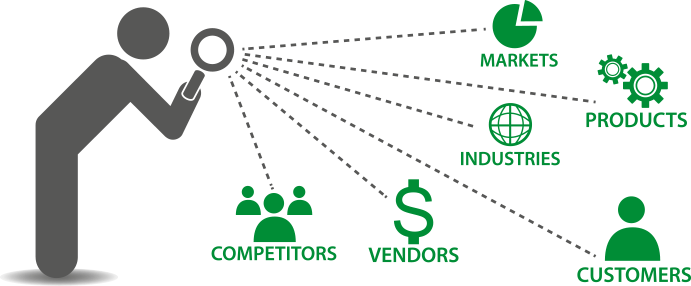 MARKETS
PRODUCTS
INDUSTRIES
COMPETITORS
VENDORS
CUSTOMERS